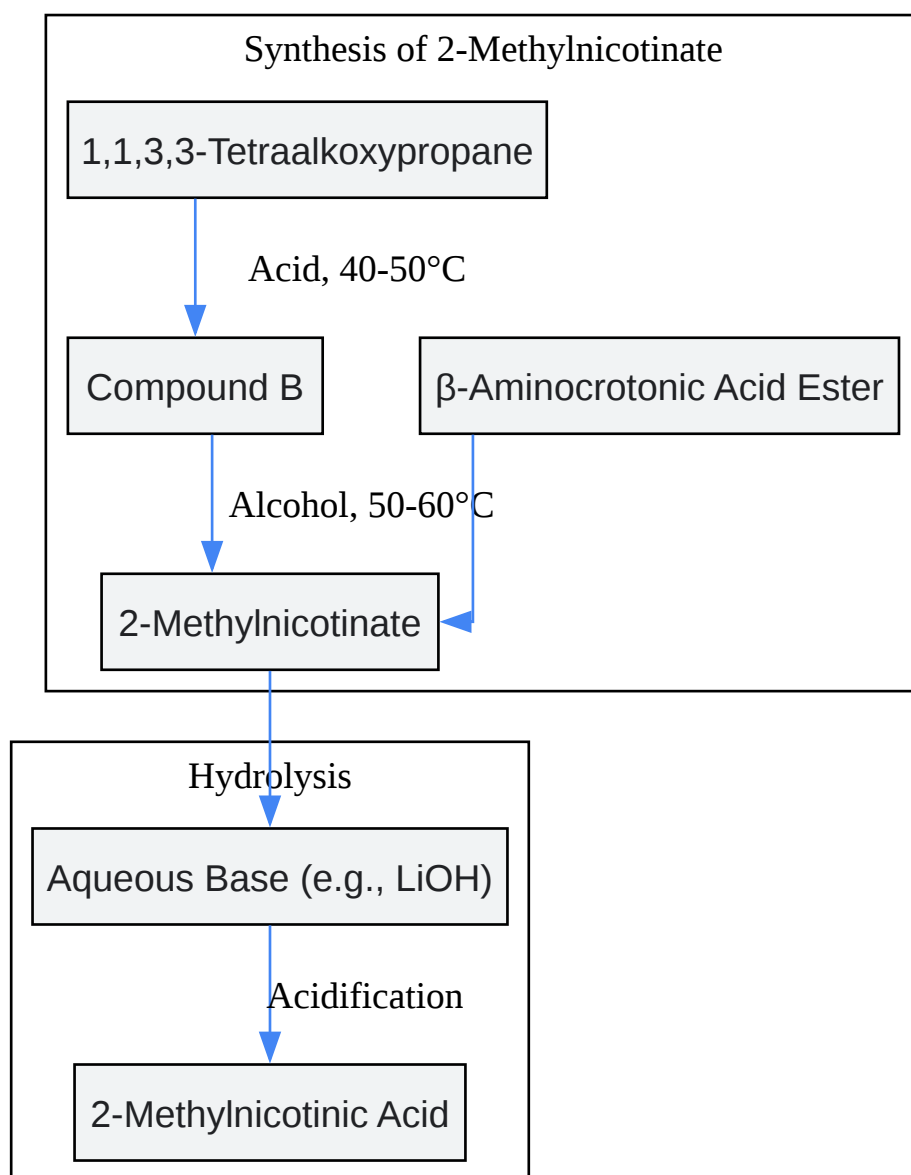 Synthesis of 2-Methylnicotinate
1,1,3,3-Tetraalkoxypropane
Acid, 40-50°C
Compound B
β-Aminocrotonic Acid Ester
Alcohol, 50-60°C
2-Methylnicotinate
Hydrolysis
Aqueous Base (e.g., LiOH)
Acidification
2-Methylnicotinic Acid